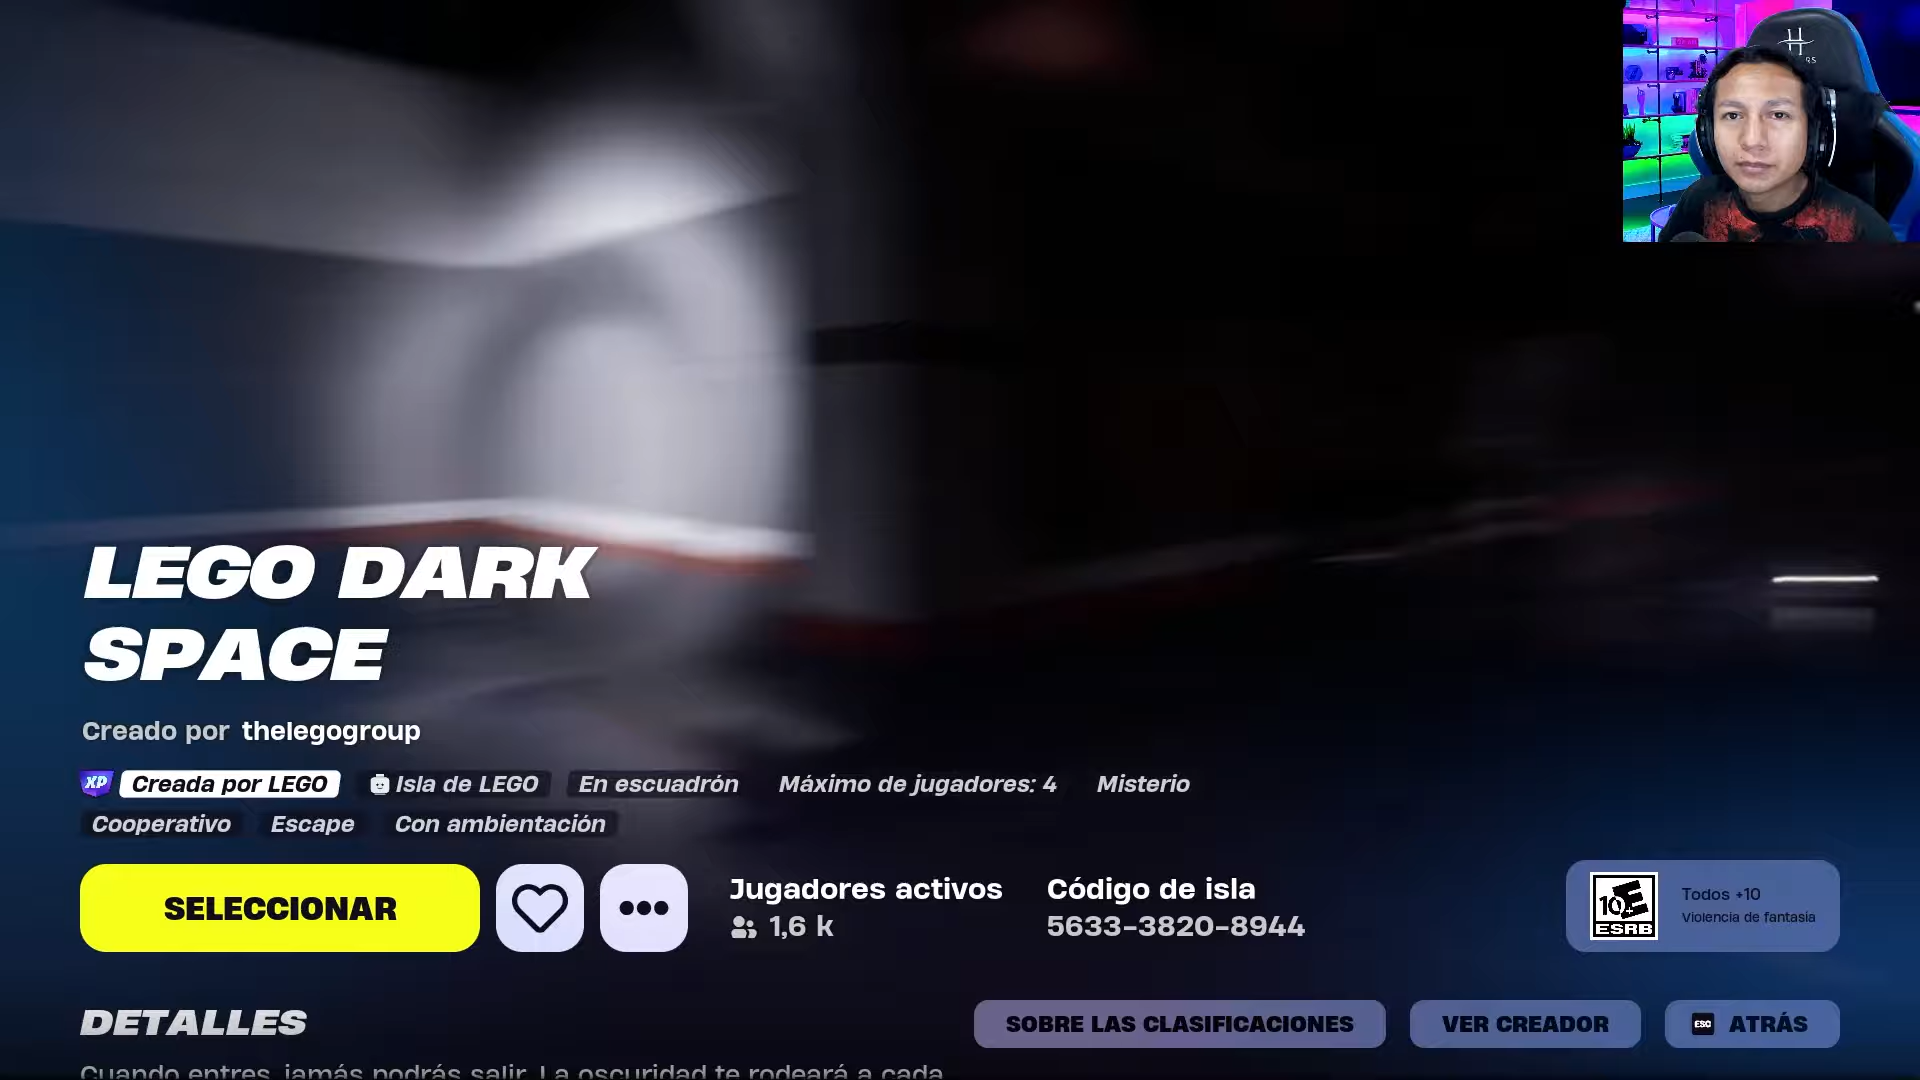 LEGO DARK
SPACE
Creado por thelegogroup
XP Creada por LEGO Isla de LEGO En escuadrón Máximo de jugadores: 4 Misterio
Cooperativo Escape Con ambientación
SELECCIONAR
Jugadores activos
1,6 k
Código de isla
5633-3820-8944
10+ E
ESRB
Todos +10
Violencia de fantasía
DETALLES
SOBRE LAS CLASIFICACIONES
VER CREADOR
ESC ATRÁS
Cuando entres, jamás podrás salir. La oscuridad te rodeará a cada